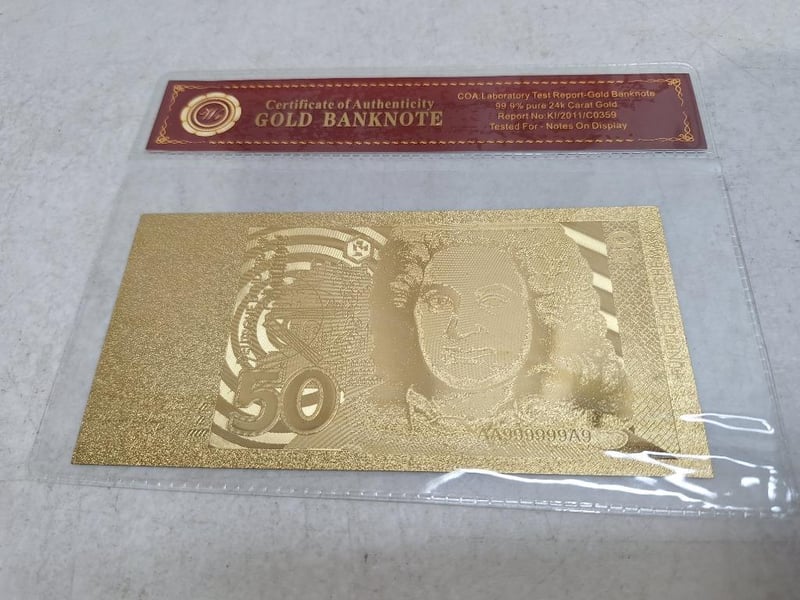 Certificate of Authenticity
GOLD BANKNOTE
COA:Laboratory Test Report-Gold Banknote
99.9% pure 24k Carat Gold
Report No:KI/2011/C0359
Tested For - Notes On Display
50
AA999999A9